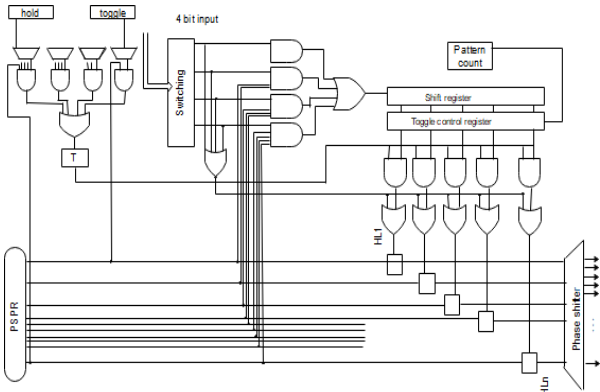 hold
toggle
4 bit input
Pattern
count
Switching
Shift register
Toggle control register
T
HL1
PSPR
Phase shifter
HLn